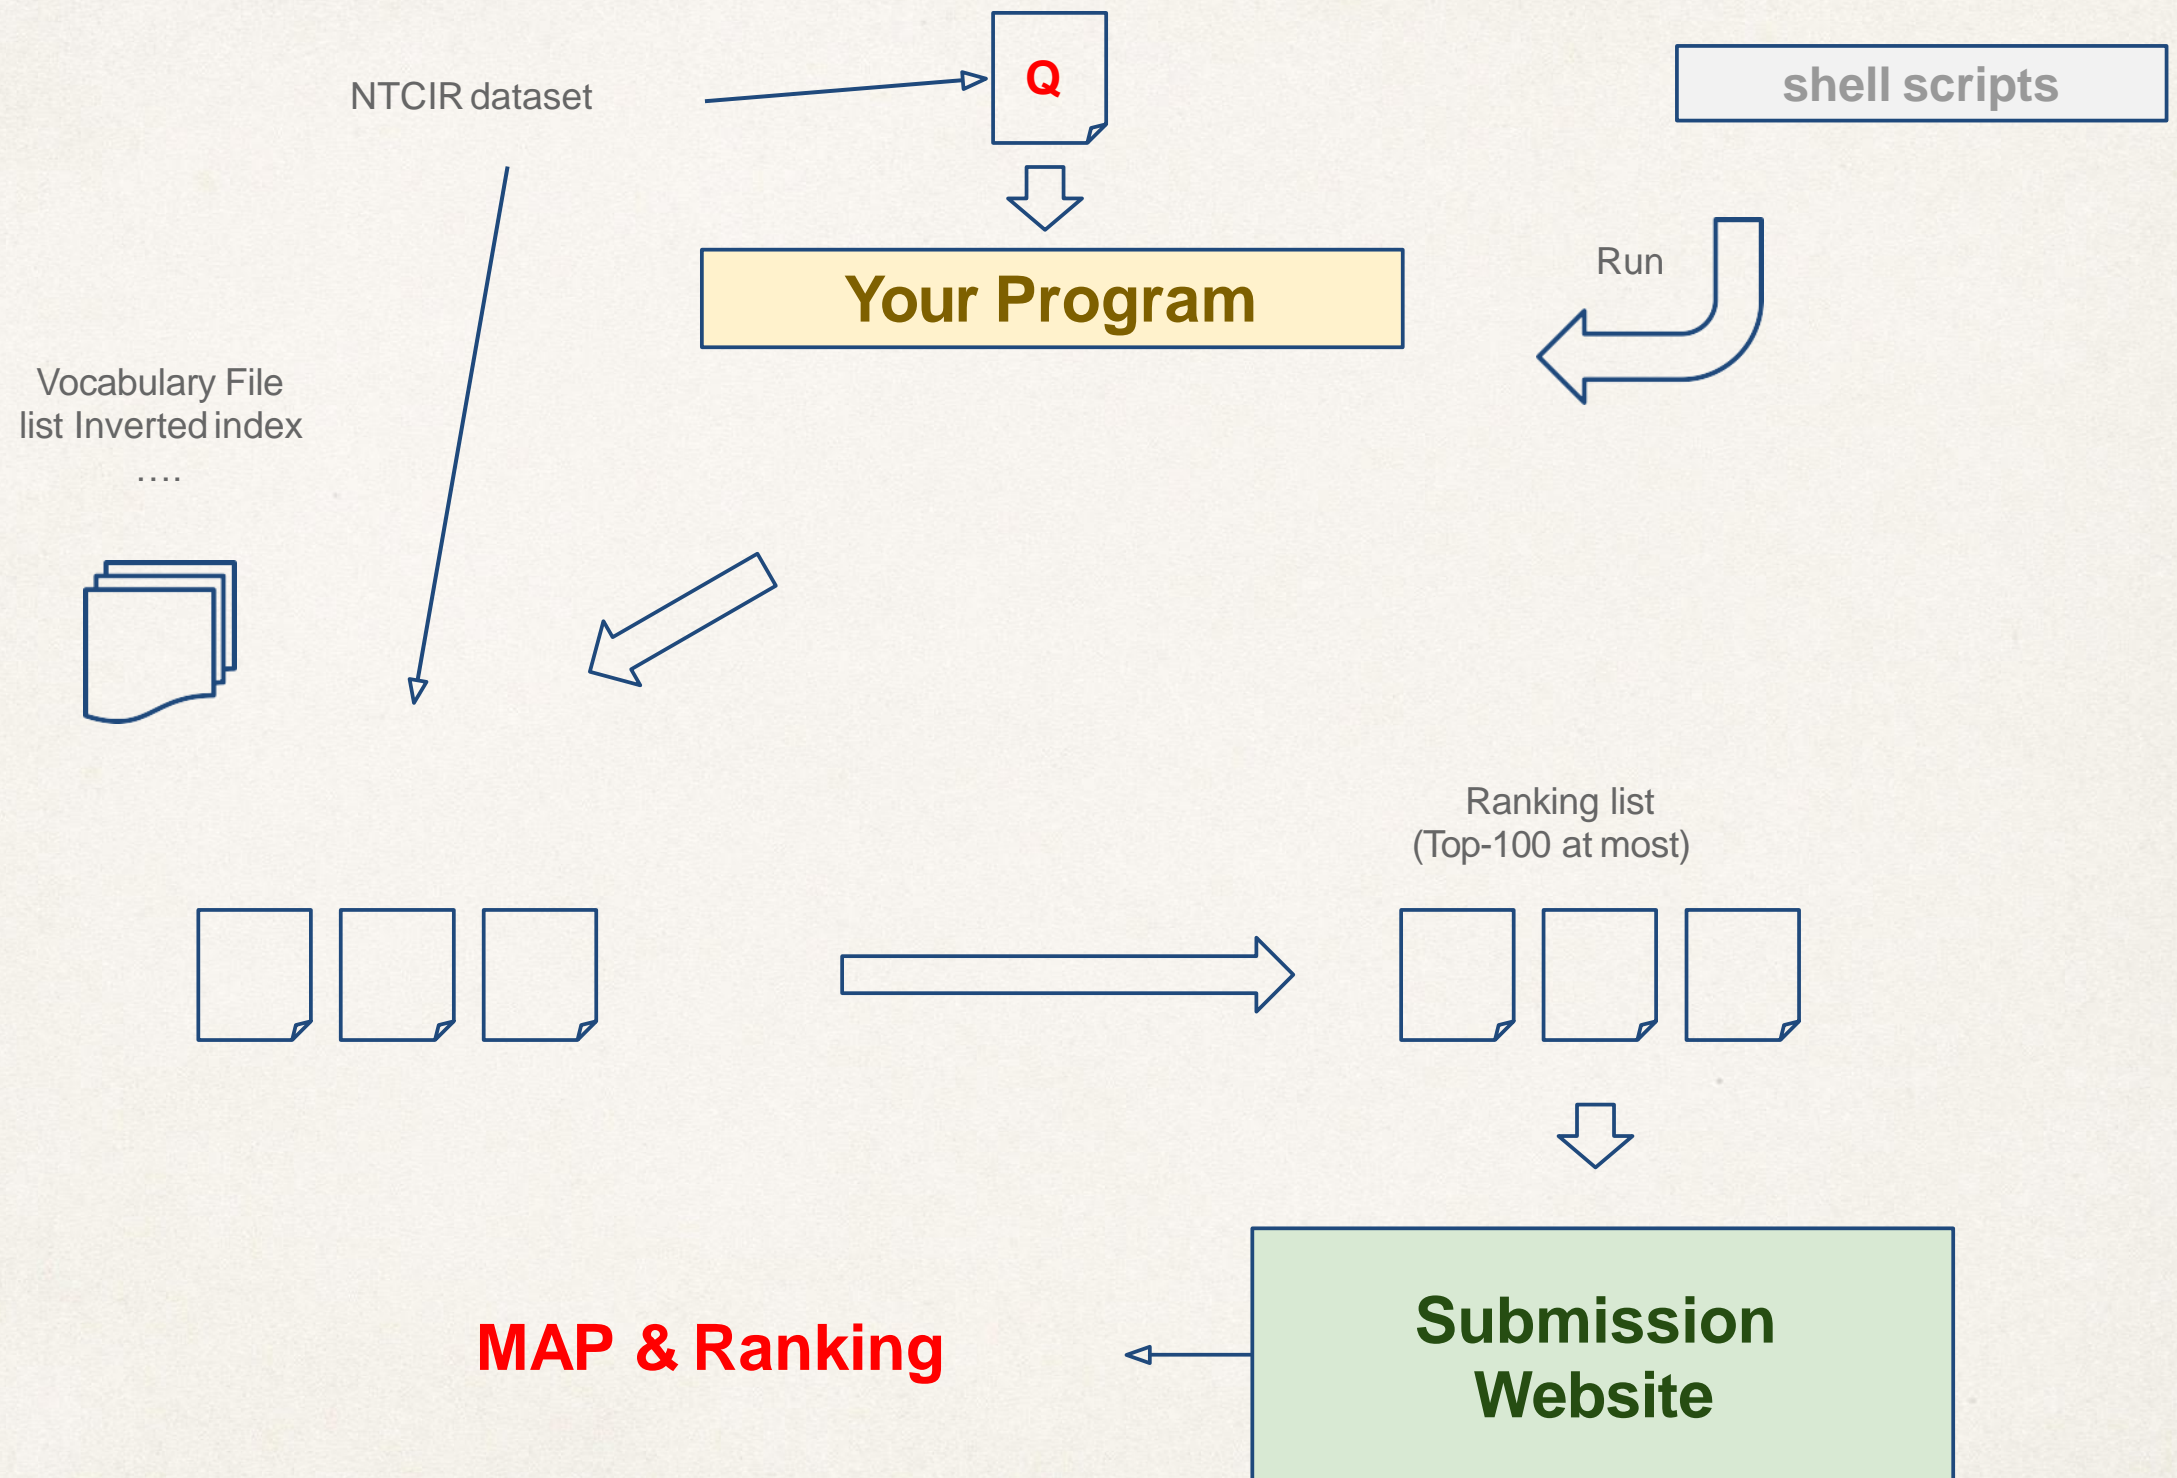 Q
NTCIR dataset
shell scripts
Run
Your Program
Vocabulary File
list Inverted index
....
Ranking list
(Top-100 at most)
Submission
Website
MAP & Ranking